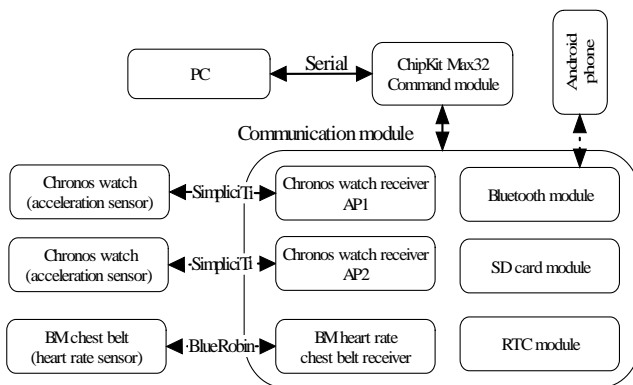 PC
Serial
ChipKit Max32
Command module
Android
phone
Communication module
Chronos watch
(acceleration sensor)
SimpliciTi
Chronos watch receiver
AP1
Bluetooth module
Chronos watch
(acceleration sensor)
SimpliciTi
Chronos watch receiver
AP2
SD card module
BM chest belt
(heart rate sensor)
BlueRobin
BM heart rate
chest belt receiver
RTC module